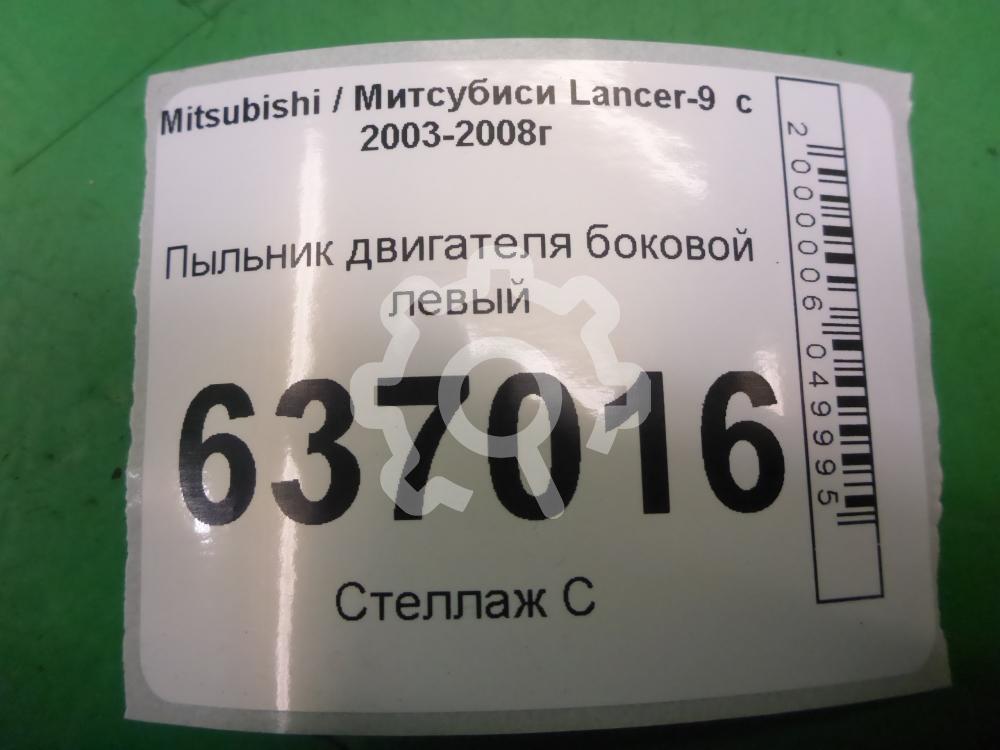 Mitsubishi / Митсубиси Lancer-9 с
2003-2008г
Пыльник двигателя боковой
левый
637016
Стеллаж С
2000006049995